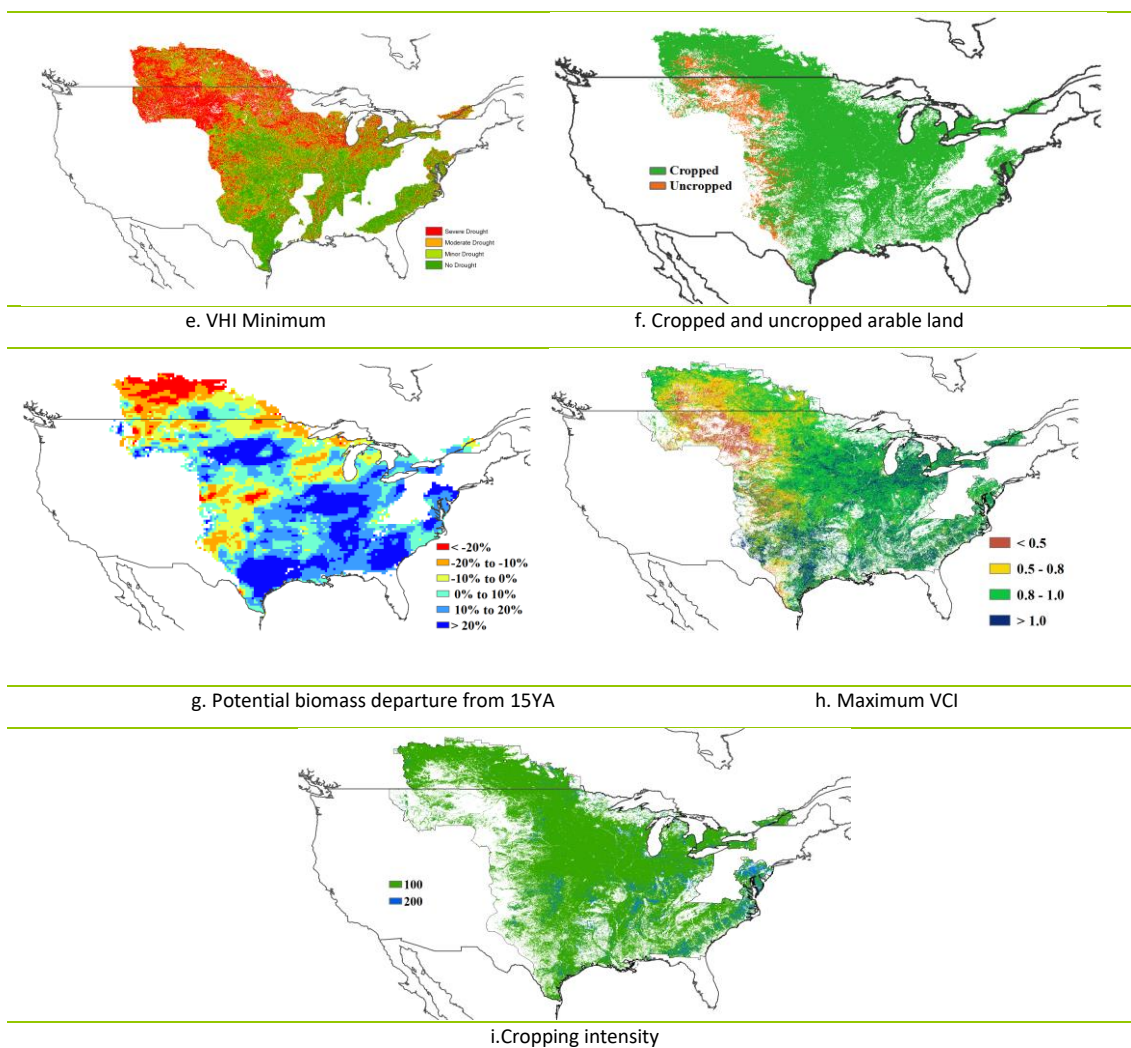 Severe Drought
Moderate Drought
Minor Drought
No Drought
Cropped
Uncropped
e. VHI Minimum
f. Cropped and uncropped arable land
< -20%
-20% to -10%
-10% to 0%
0% to 10%
10% to 20%
> 20%
< 0.5
0.5 - 0.8
0.8 - 1.0
> 1.0
g. Potential biomass departure from 15YA
h. Maximum VCI
100
200
i.Cropping intensity